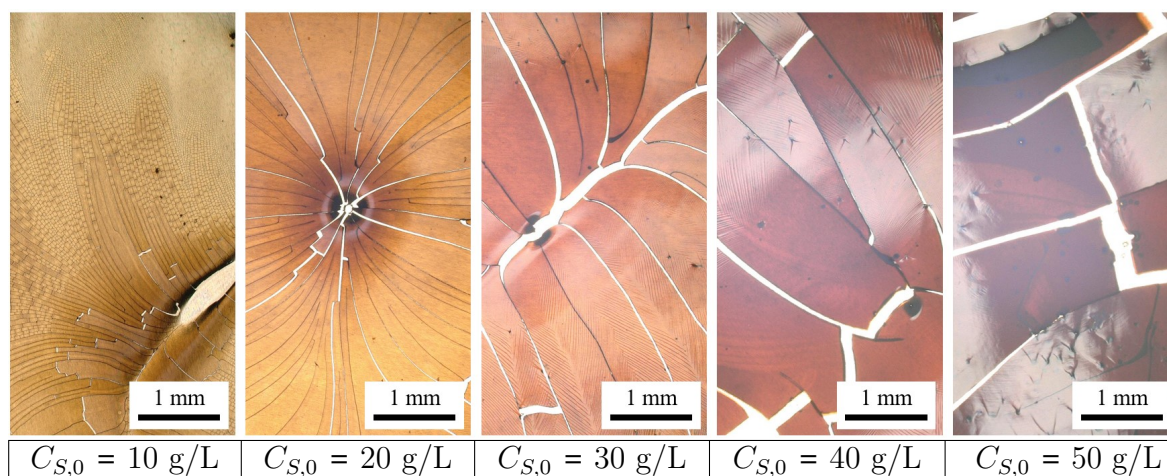 1 mm
1 mm
1 mm
1 mm
1 mm
C_{S,0} = 10 g/L
C_{S,0} = 20 g/L
C_{S,0} = 30 g/L
C_{S,0} = 40 g/L
C_{S,0} = 50 g/L